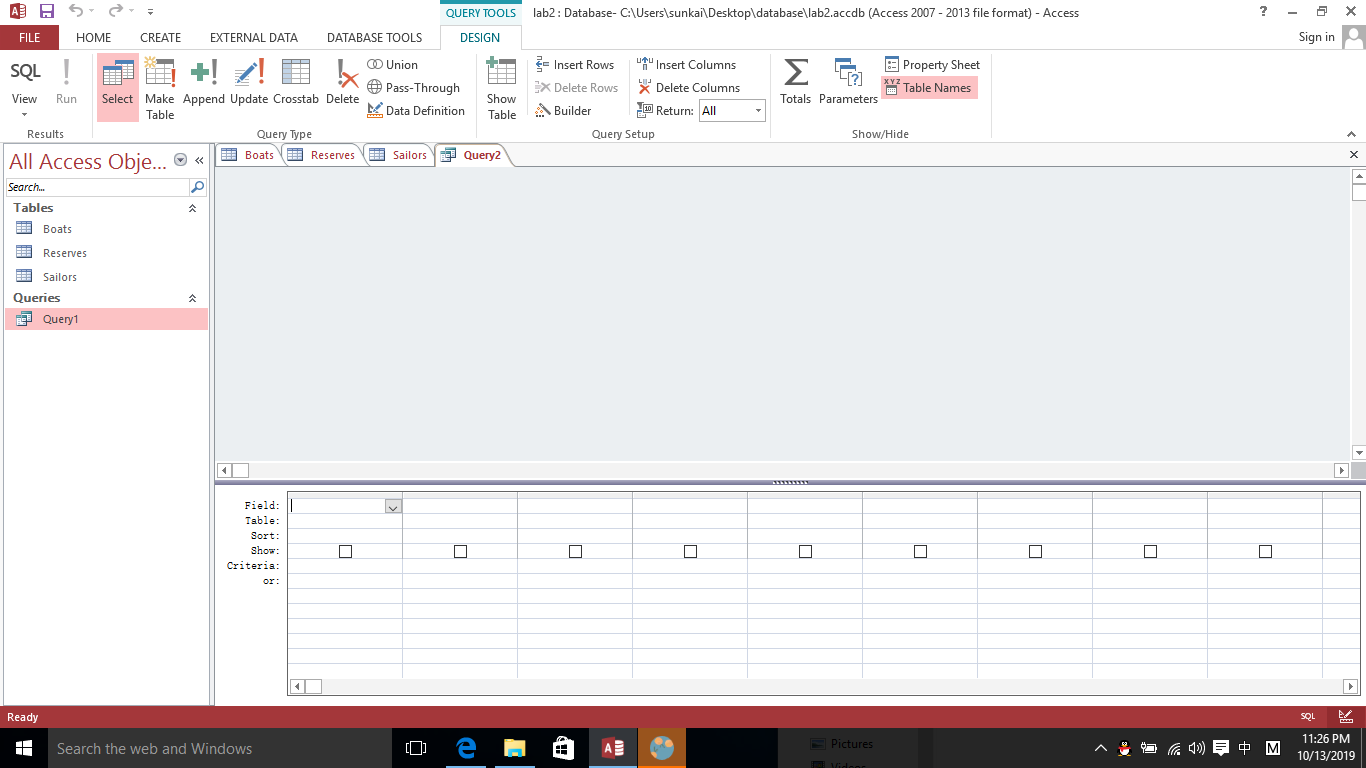 QUERY TOOLS
lab2 : Database- C:\Users\sunkai\Desktop\database\lab2.accdb (Access 2007 - 2013 file format) - Access
FILE HOME CREATE EXTERNAL DATA DATABASE TOOLS DESIGN Sign in
SQL
View
Run
Results
Select
Make Table
Append
Update
Crosstab
Delete
Union
Pass-Through
Data Definition
Query Type
Show Table
Insert Rows
Delete Rows
Builder
Insert Columns
Delete Columns
Return: All
Query Setup
Totals
Parameters
Property Sheet
XYZ
Table Names
Show/Hide
All Access Obje...
Search...
Tables
Boats
Reserves
Sailors
Queries
Query1
Boats Reserves Sailors Query2
Field:
Table:
Sort:
Show:
Criteria:
or:
Ready
SQL
Search the web and Windows
Pictures
Videos
中
M
11:26 PM
10/13/2019